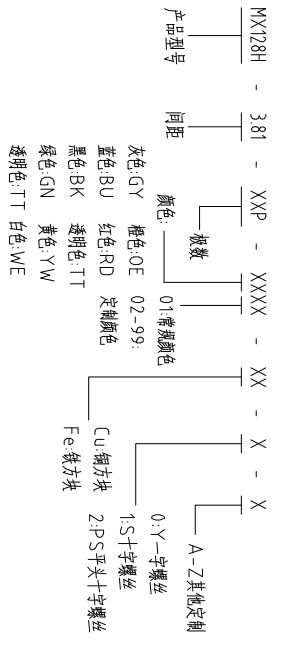 MX128H - 3.81 - XXP - XXXX - XX - X - X
产品型号
间距
极数
颜色:
灰色:GY 橙色:OE
蓝色:BU 红色:RD
黑色:BK 透明色:TT
绿色:GN 黄色:YW
透明色:TT 白色:WE
01:常规颜色
02-99:
定制颜色
Cu:铜方块
Fe:铁方块
0:Y一字螺丝
1:S十字螺丝
2:PS平头十字螺丝
A-Z其他定制